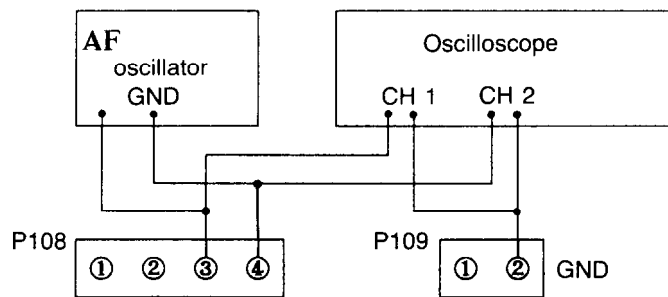 AF
oscillator
GND
Oscilloscope
CH 1
CH 2
P108
① ② ③ ④
P109
① ②
GND